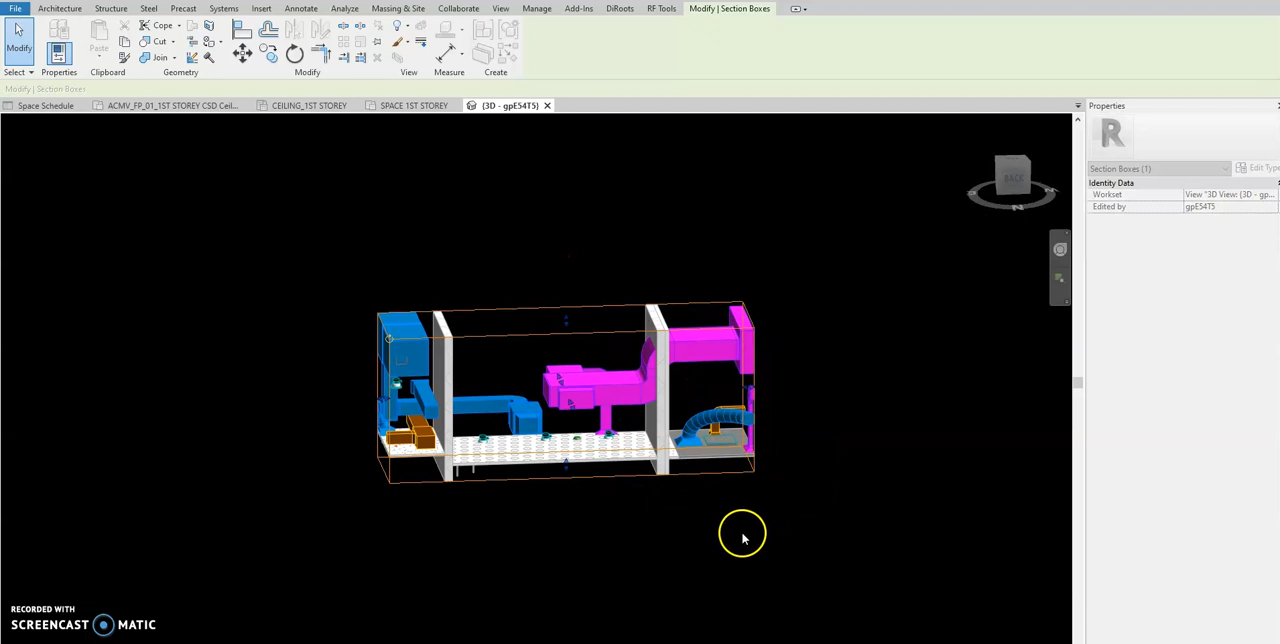 File Architecture Structure Steel Precast Systems Insert Annotate Analyze Massing & Site Collaborate View Manage Add-Ins DiRoots RF Tools Modify | Section Boxes
Modify
Paste
Cope
Cut
Join
Select Properties Clipboard Geometry Modify View Measure Create
Modify | Section Boxes
Space Schedule ACMV_FP_01_1ST STOREY CSD Ceil... CEILING_1ST STOREY SPACE 1ST STOREY {3D - gpE54T5}
Properties
R
Section Boxes (1) Edit Type
Identity Data
Workset View "3D View: {3D - gp...
Edited by gpE54T5
BACK
N
RECORDED WITH
SCREENCAST MATIC